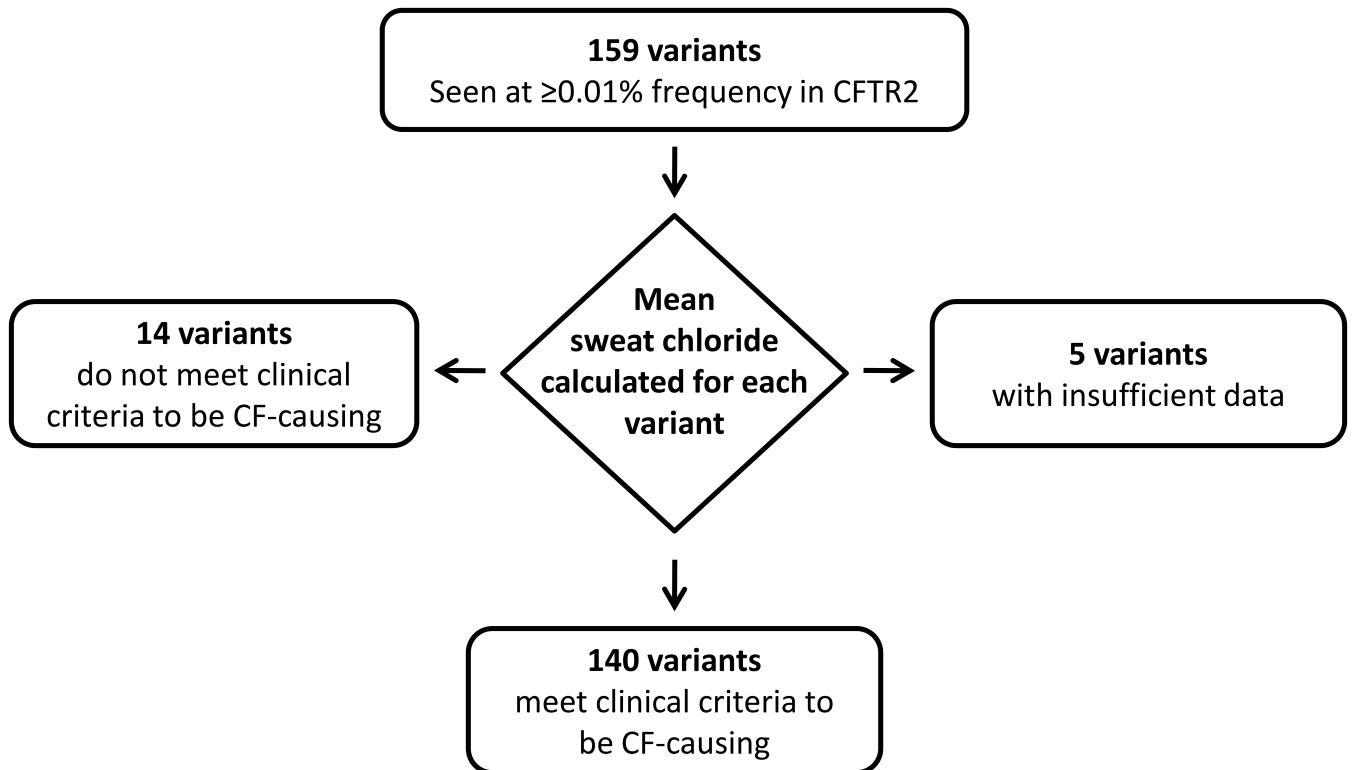 159 variants
Seen at ≥0.01% frequency in CFTR2
Mean
sweat chloride
calculated for each
variant
14 variants
do not meet clinical
criteria to be CF-causing
5 variants
with insufficient data
140 variants
meet clinical criteria to
be CF-causing